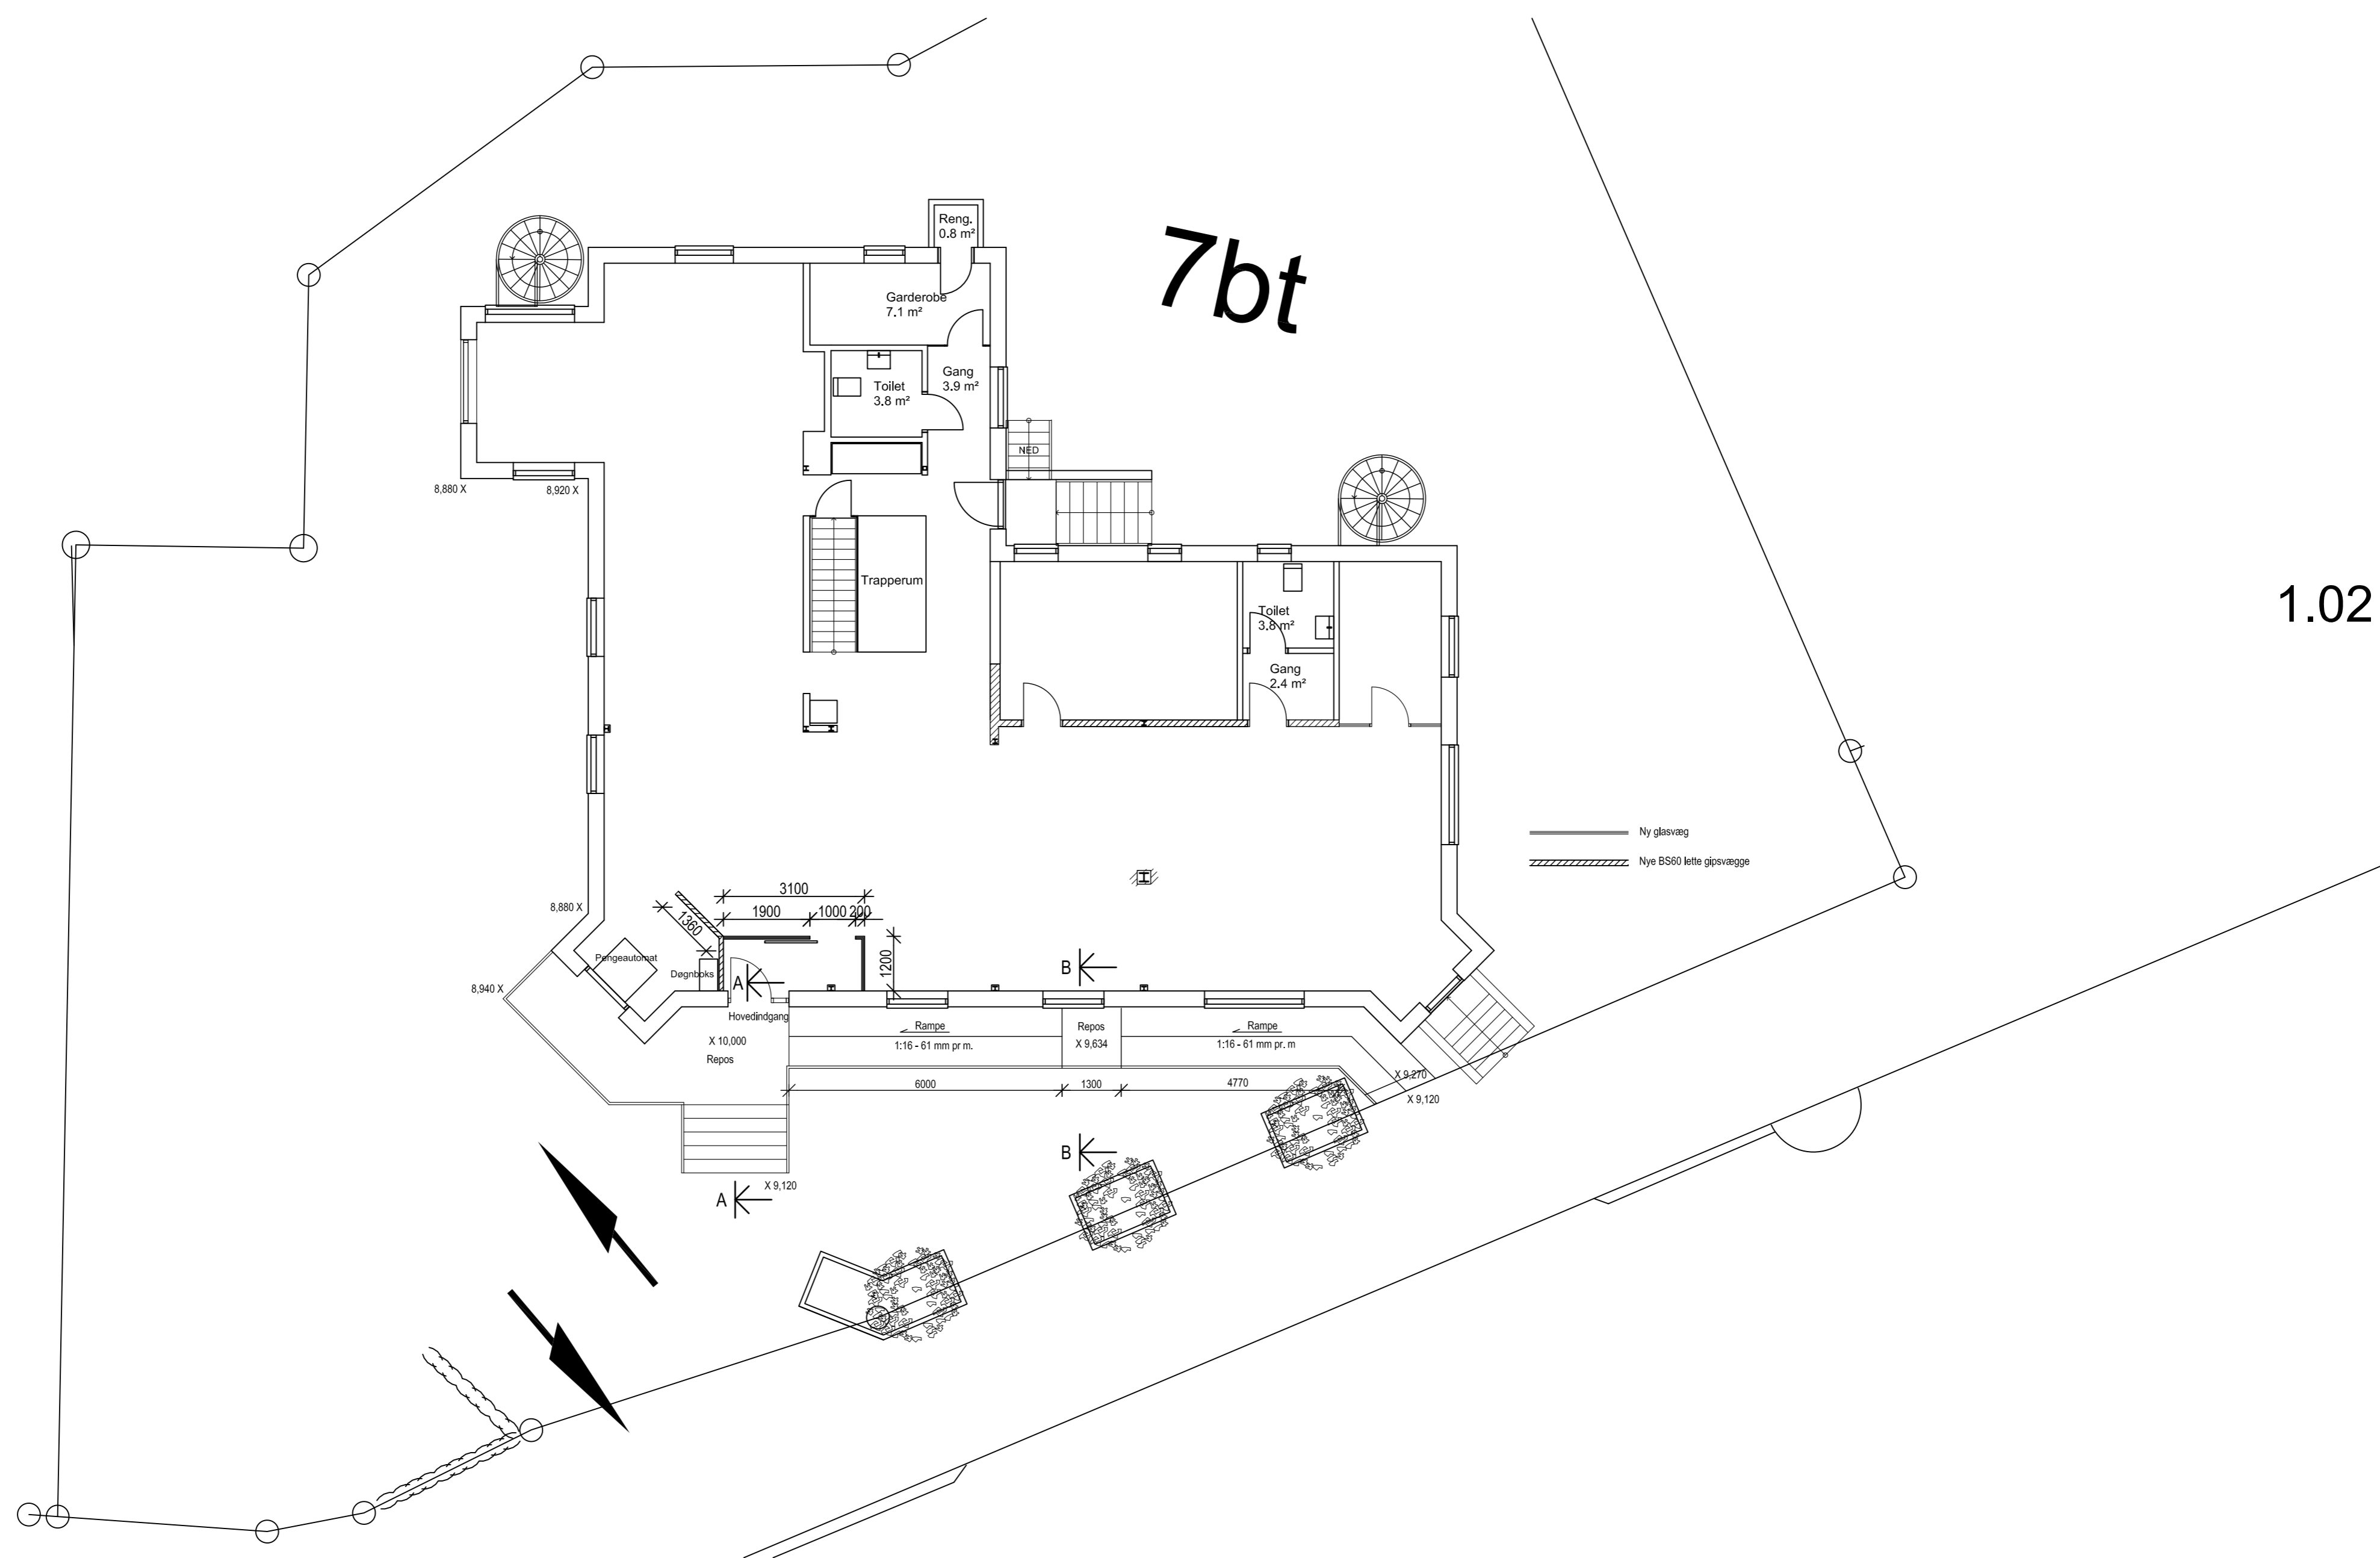 Reng.
0.8 m²
7bt
Garderobe
7.1 m²
Gang
3.9 m²
Toilet
3.8 m²
NED
8,880 X
8,920 X
Trapperum
1.02
Toilet
3.8 m²
Gang
2.4 m²
Ny glasvæg
Nye BS60 lette gipsvægge
3100
1900
1000
200
8,880 X
1360
1200
Pengeautomat
Døgnboks
A
B
8,940 X
Hovedindgang
X 10,000
Repos
Rampe
1:16 - 61 mm pr m.
Repos
X 9,634
Rampe
1:16 - 61 mm pr. m
6000
1300
4770
X 9,270
X 9,120
B
A
X 9,120